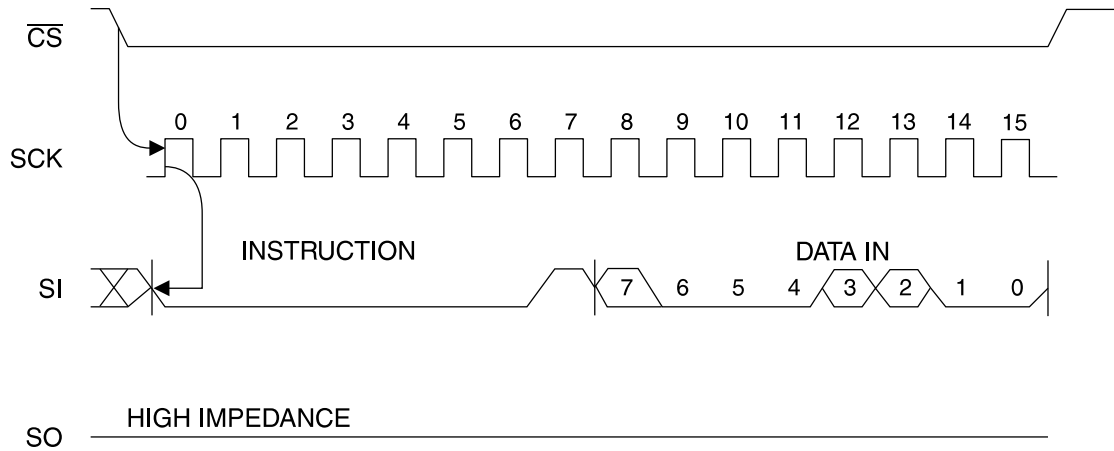 CS
0 1 2 3 4 5 6 7 8 9 10 11 12 13 14 15
SCK
INSTRUCTION DATA IN
SI 7 6 5 4 3 2 1 0
HIGH IMPEDANCE
SO